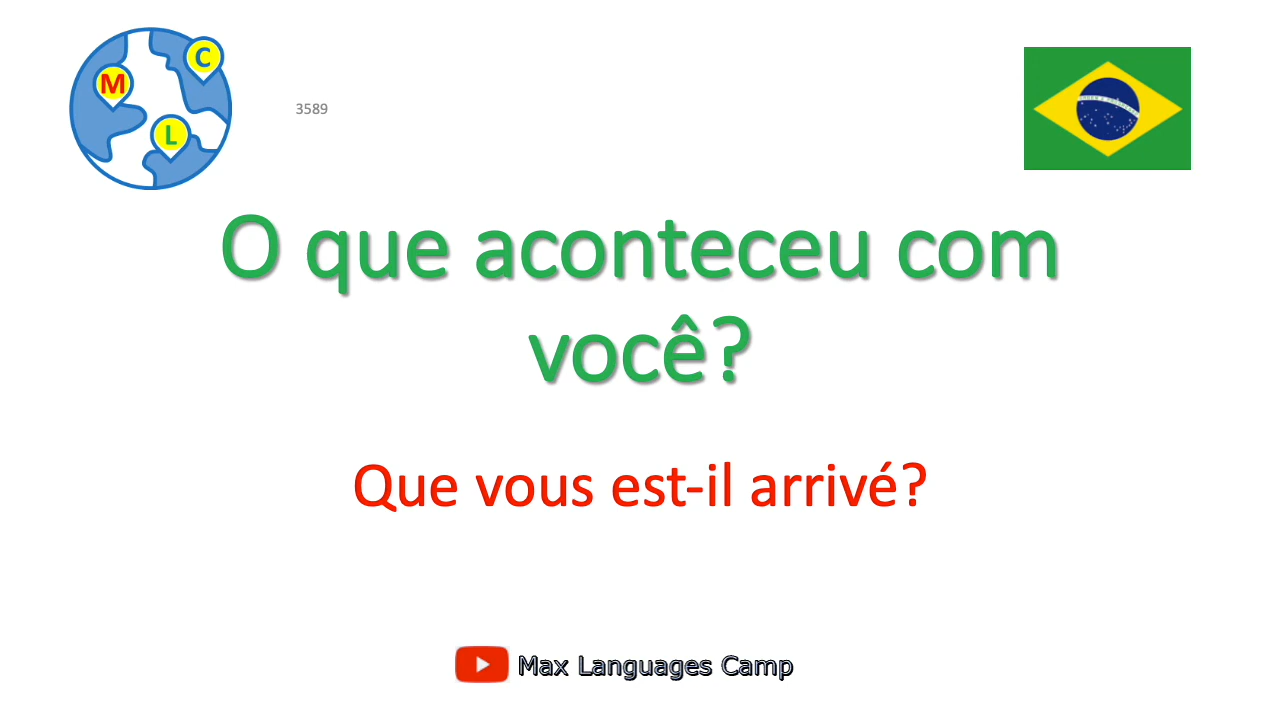 C
M
L
3589
O que aconteceu com
você?
Que vous est-il arrivé?
Max Languages Camp